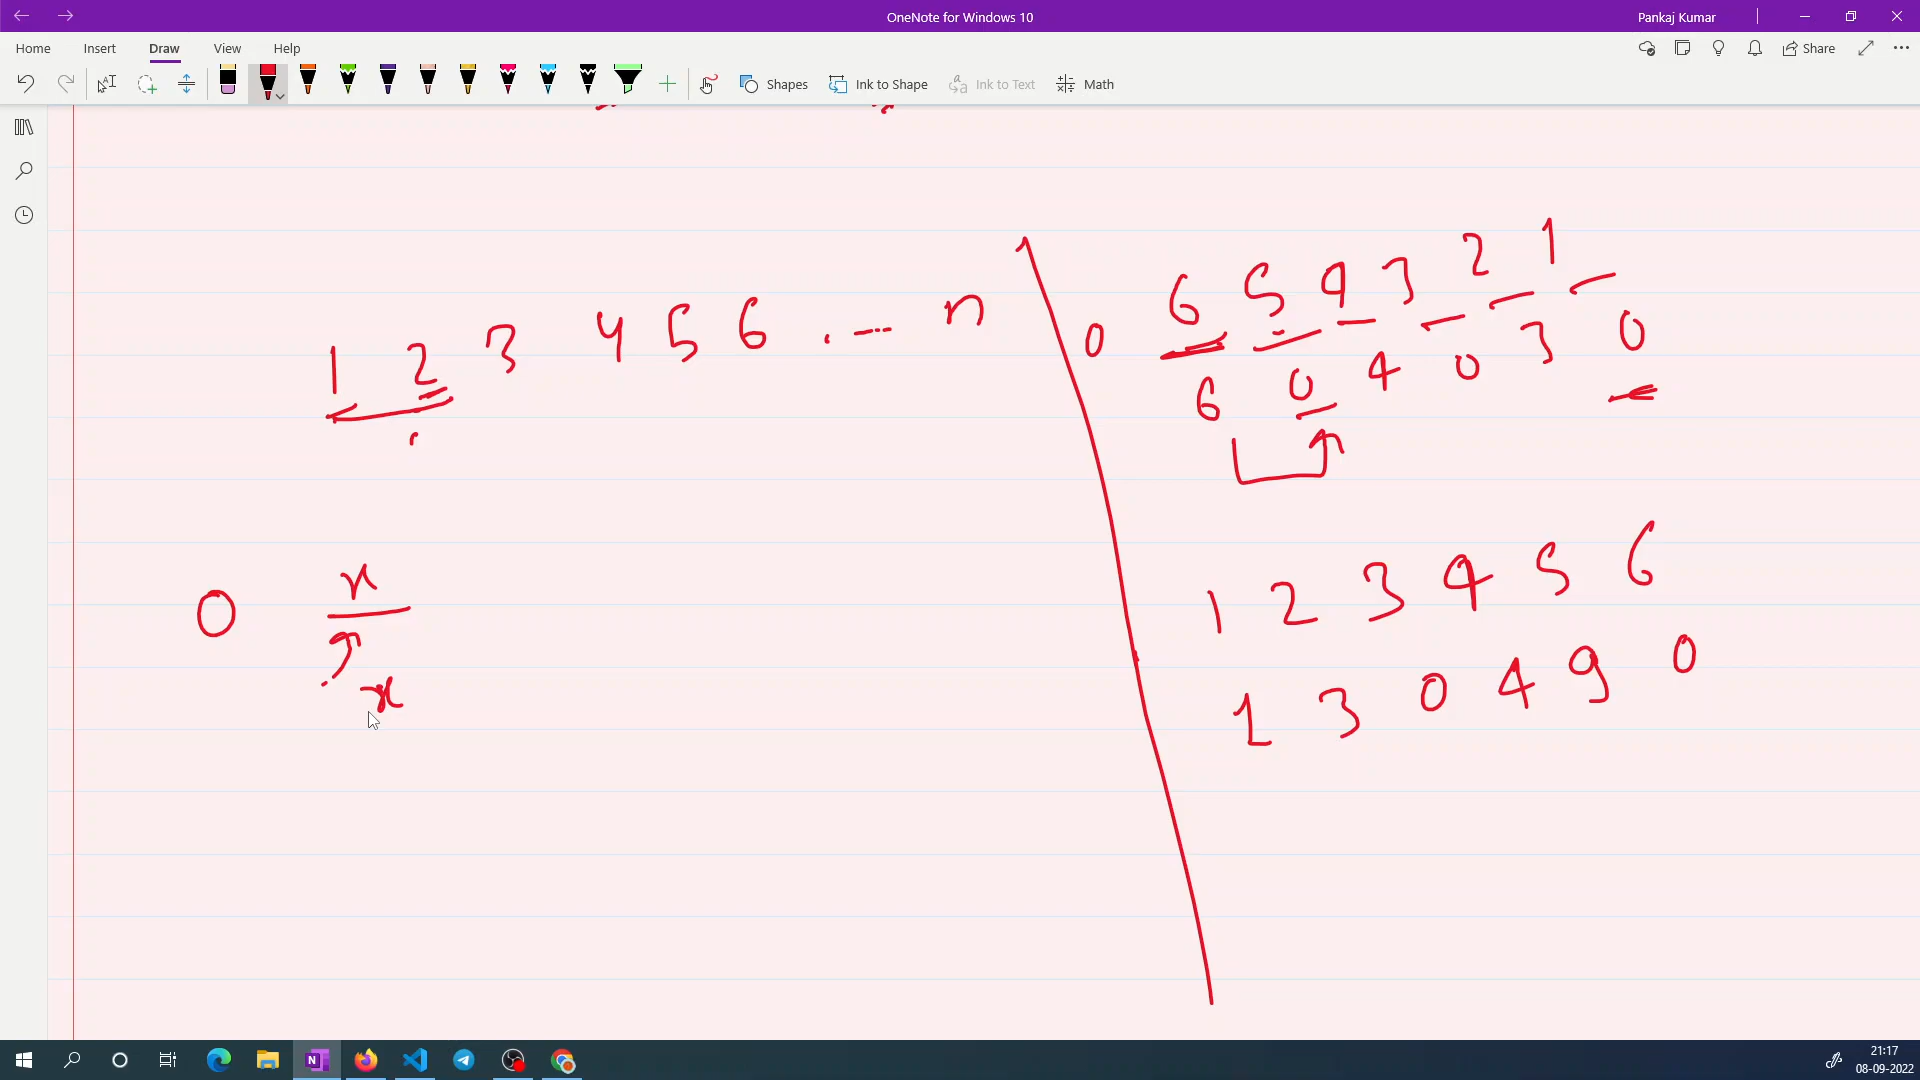 OneNote for Windows 10
Pankaj Kumar
Home Insert Draw View Help
Share
Shapes
Ink to Shape
Ink to Text
Math
1 2 3 4 5 6 . --- n
0 6 5 4 3 2 1
6 0 4 0 3 0
0
x
x
1 2 3 4 5 6
1 3 0 4 9 0
21:17
08-09-2022